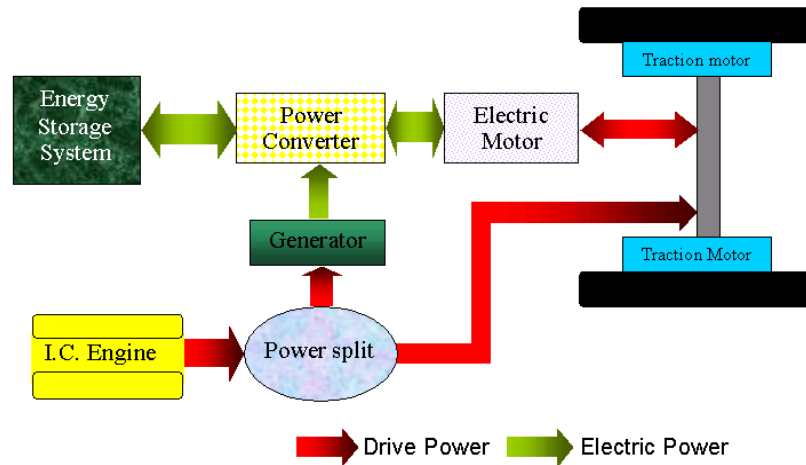 Traction motor
Energy
Storage
System
Power
Converter
Electric
Motor
Generator
Traction Motor
I.C. Engine
Power split
Drive Power
Electric Power